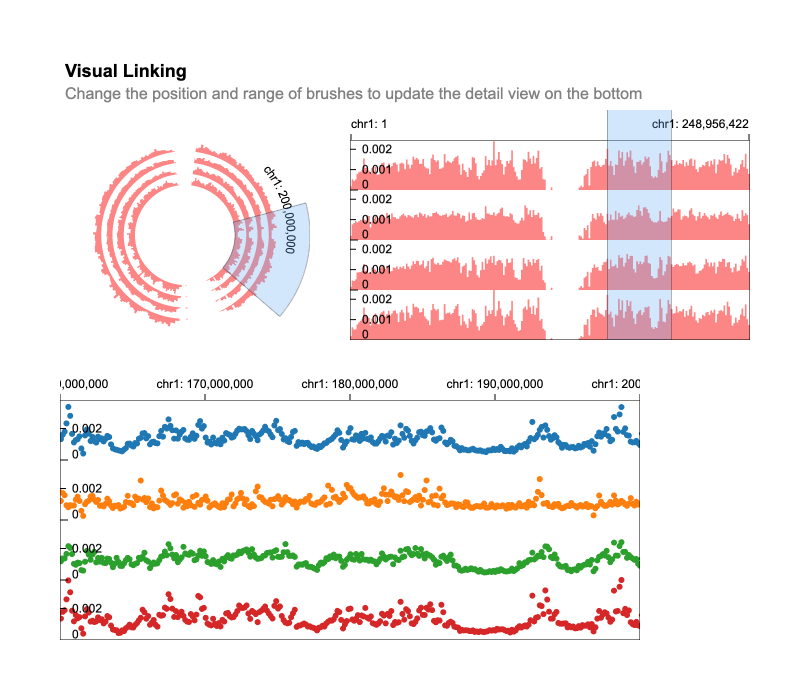 Visual Linking
Change the position and range of brushes to update the detail view on the bottom
chr1: 200,000,000
chr1: 1
chr1: 248,956,422
0.002
0.001
0
0.002
0.001
0
0.002
0.001
0
0.002
0.001
0
0,000,000
chr1: 170,000,000
chr1: 180,000,000
chr1: 190,000,000
chr1: 200
0.002
0
0.002
0
0.002
0
0.002
0